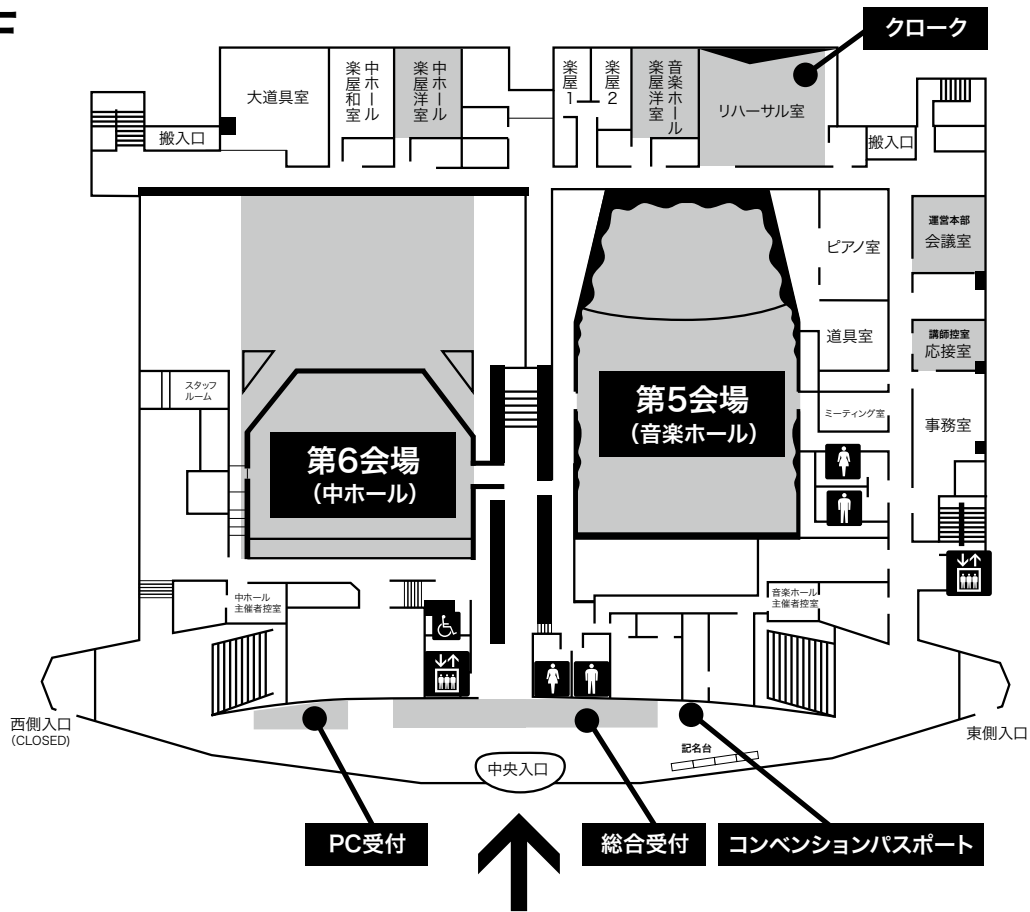 F
クローク
大道具室
中ホール
楽屋和室
中ホール
楽屋洋室
楽屋1
楽屋2
音楽ホール
楽屋洋室
リハーサル室
搬入口
搬入口
運営本部
会議室
ピアノ室
講師控室
応接室
道具室
スタッフ
ルーム
第5会場
(音楽ホール)
ミーティング室
事務室
第6会場
(中ホール)
中ホール
主催者控室
音楽ホール
主催者控室
西側入口
(CLOSED)
東側入口
記名台
中央入口
PC受付
総合受付
コンベンションパスポート